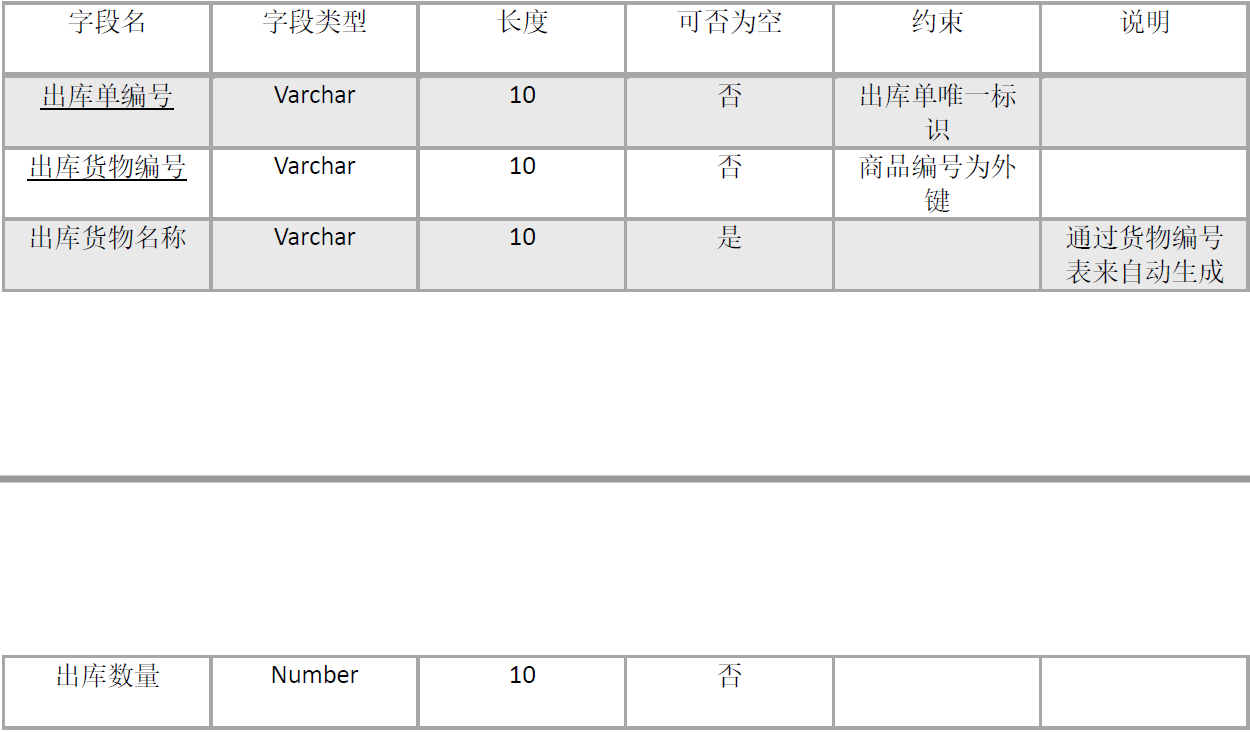 字段名 字段类型 长度 可否为空 约束 说明
出库单编号 Varchar 10 否 出库单唯一标
识
出库货物编号 Varchar 10 否 商品编号为外
键
出库货物名称 Varchar 10 是 通过货物编号
表来自动生成
出库数量 Number 10 否